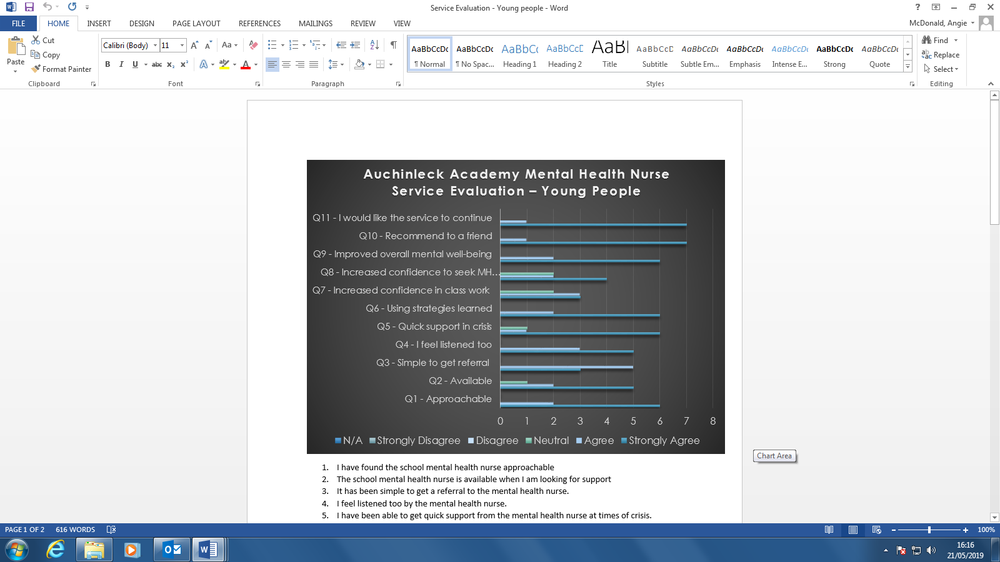 Service Evaluation - Young people - Word
?
FILE HOME INSERT DESIGN PAGE LAYOUT REFERENCES MAILINGS REVIEW VIEW
McDonald, Angie
Paste
Cut
Copy
Format Painter
Clipboard
Calibri (Body) 11
Aa
B I U abc x₂ x²
Font
Paragraph
AaBbCcDc AaBbCcDc AaBbCc AaBbCcD AaB AaBbCcD AaBbCcDc AaBbCcDc AaBbCcDc AaBbCcDc AaBbCcDc
¶ Normal ¶ No Spac... Heading 1 Heading 2 Title Subtitle Subtle Em... Emphasis Intense E... Strong Quote
Styles
Find
Replace
Select
Editing
Auchinleck Academy Mental Health Nurse
Service Evaluation – Young People
Q11 - I would like the service to continue
Q10 - Recommend to a friend
Q9 - Improved overall mental well-being
Q8 - Increased confidence to seek MH...
Q7 - Increased confidence in class work
Q6 - Using strategies learned
Q5 - Quick support in crisis
Q4 - I feel listened too
Q3 - Simple to get referral
Q2 - Available
Q1 - Approachable
0 1 2 3 4 5 6 7 8
N/A Strongly Disagree Disagree Neutral Agree Strongly Agree
Chart Area
1. I have found the school mental health nurse approachable
2. The school mental health nurse is available when I am looking for support
3. It has been simple to get a referral to the mental health nurse.
4. I feel listened too by the mental health nurse.
5. I have been able to get quick support from the mental health nurse at times of crisis.
PAGE 1 OF 2 616 WORDS
100%
16:16
21/05/2019